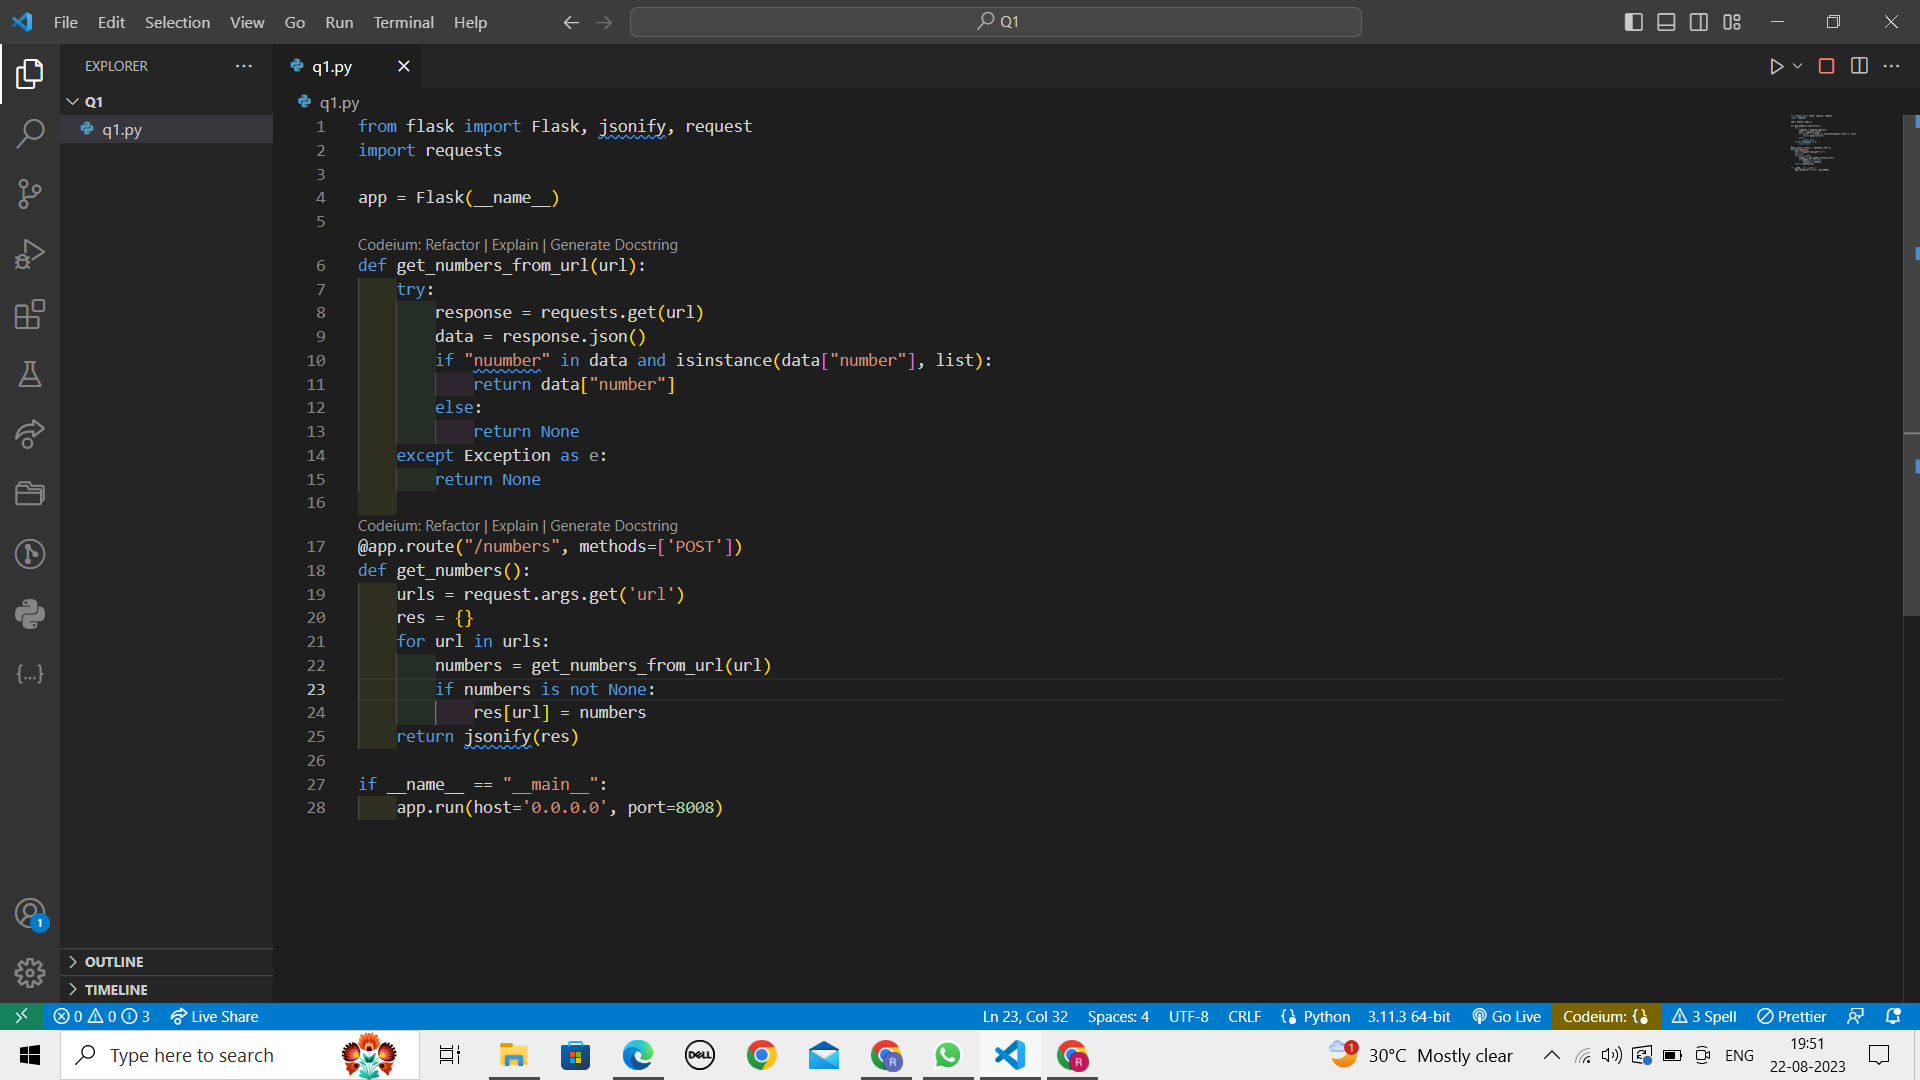 File Edit Selection View Go Run Terminal Help
Q1
EXPLORER
Q1
q1.py
q1.py
q1.py
1 from flask import Flask, jsonify, request
2 import requests
3
4 app = Flask(__name__)
5
Codeium: Refactor | Explain | Generate Docstring
6 def get_numbers_from_url(url):
7 try:
8 response = requests.get(url)
9 data = response.json()
10 if "nuumber" in data and isinstance(data["number"], list):
11 return data["number"]
12 else:
13 return None
14 except Exception as e:
15 return None
16
Codeium: Refactor | Explain | Generate Docstring
17 @app.route("/numbers", methods=['POST'])
18 def get_numbers():
19 urls = request.args.get('url')
20 res = {}
21 for url in urls:
22 numbers = get_numbers_from_url(url)
23 if numbers is not None:
24 res[url] = numbers
25 return jsonify(res)
26
27 if __name__ == "__main__":
28 app.run(host='0.0.0.0', port=8008)
1
OUTLINE
TIMELINE
0 0 3 Live Share Ln 23, Col 32 Spaces: 4 UTF-8 CRLF Python 3.11.3 64-bit Go Live Codeium: {} 3 Spell Prettier
Type here to search DELL R R 1 30°C Mostly clear ENG 19:51
22-08-2023